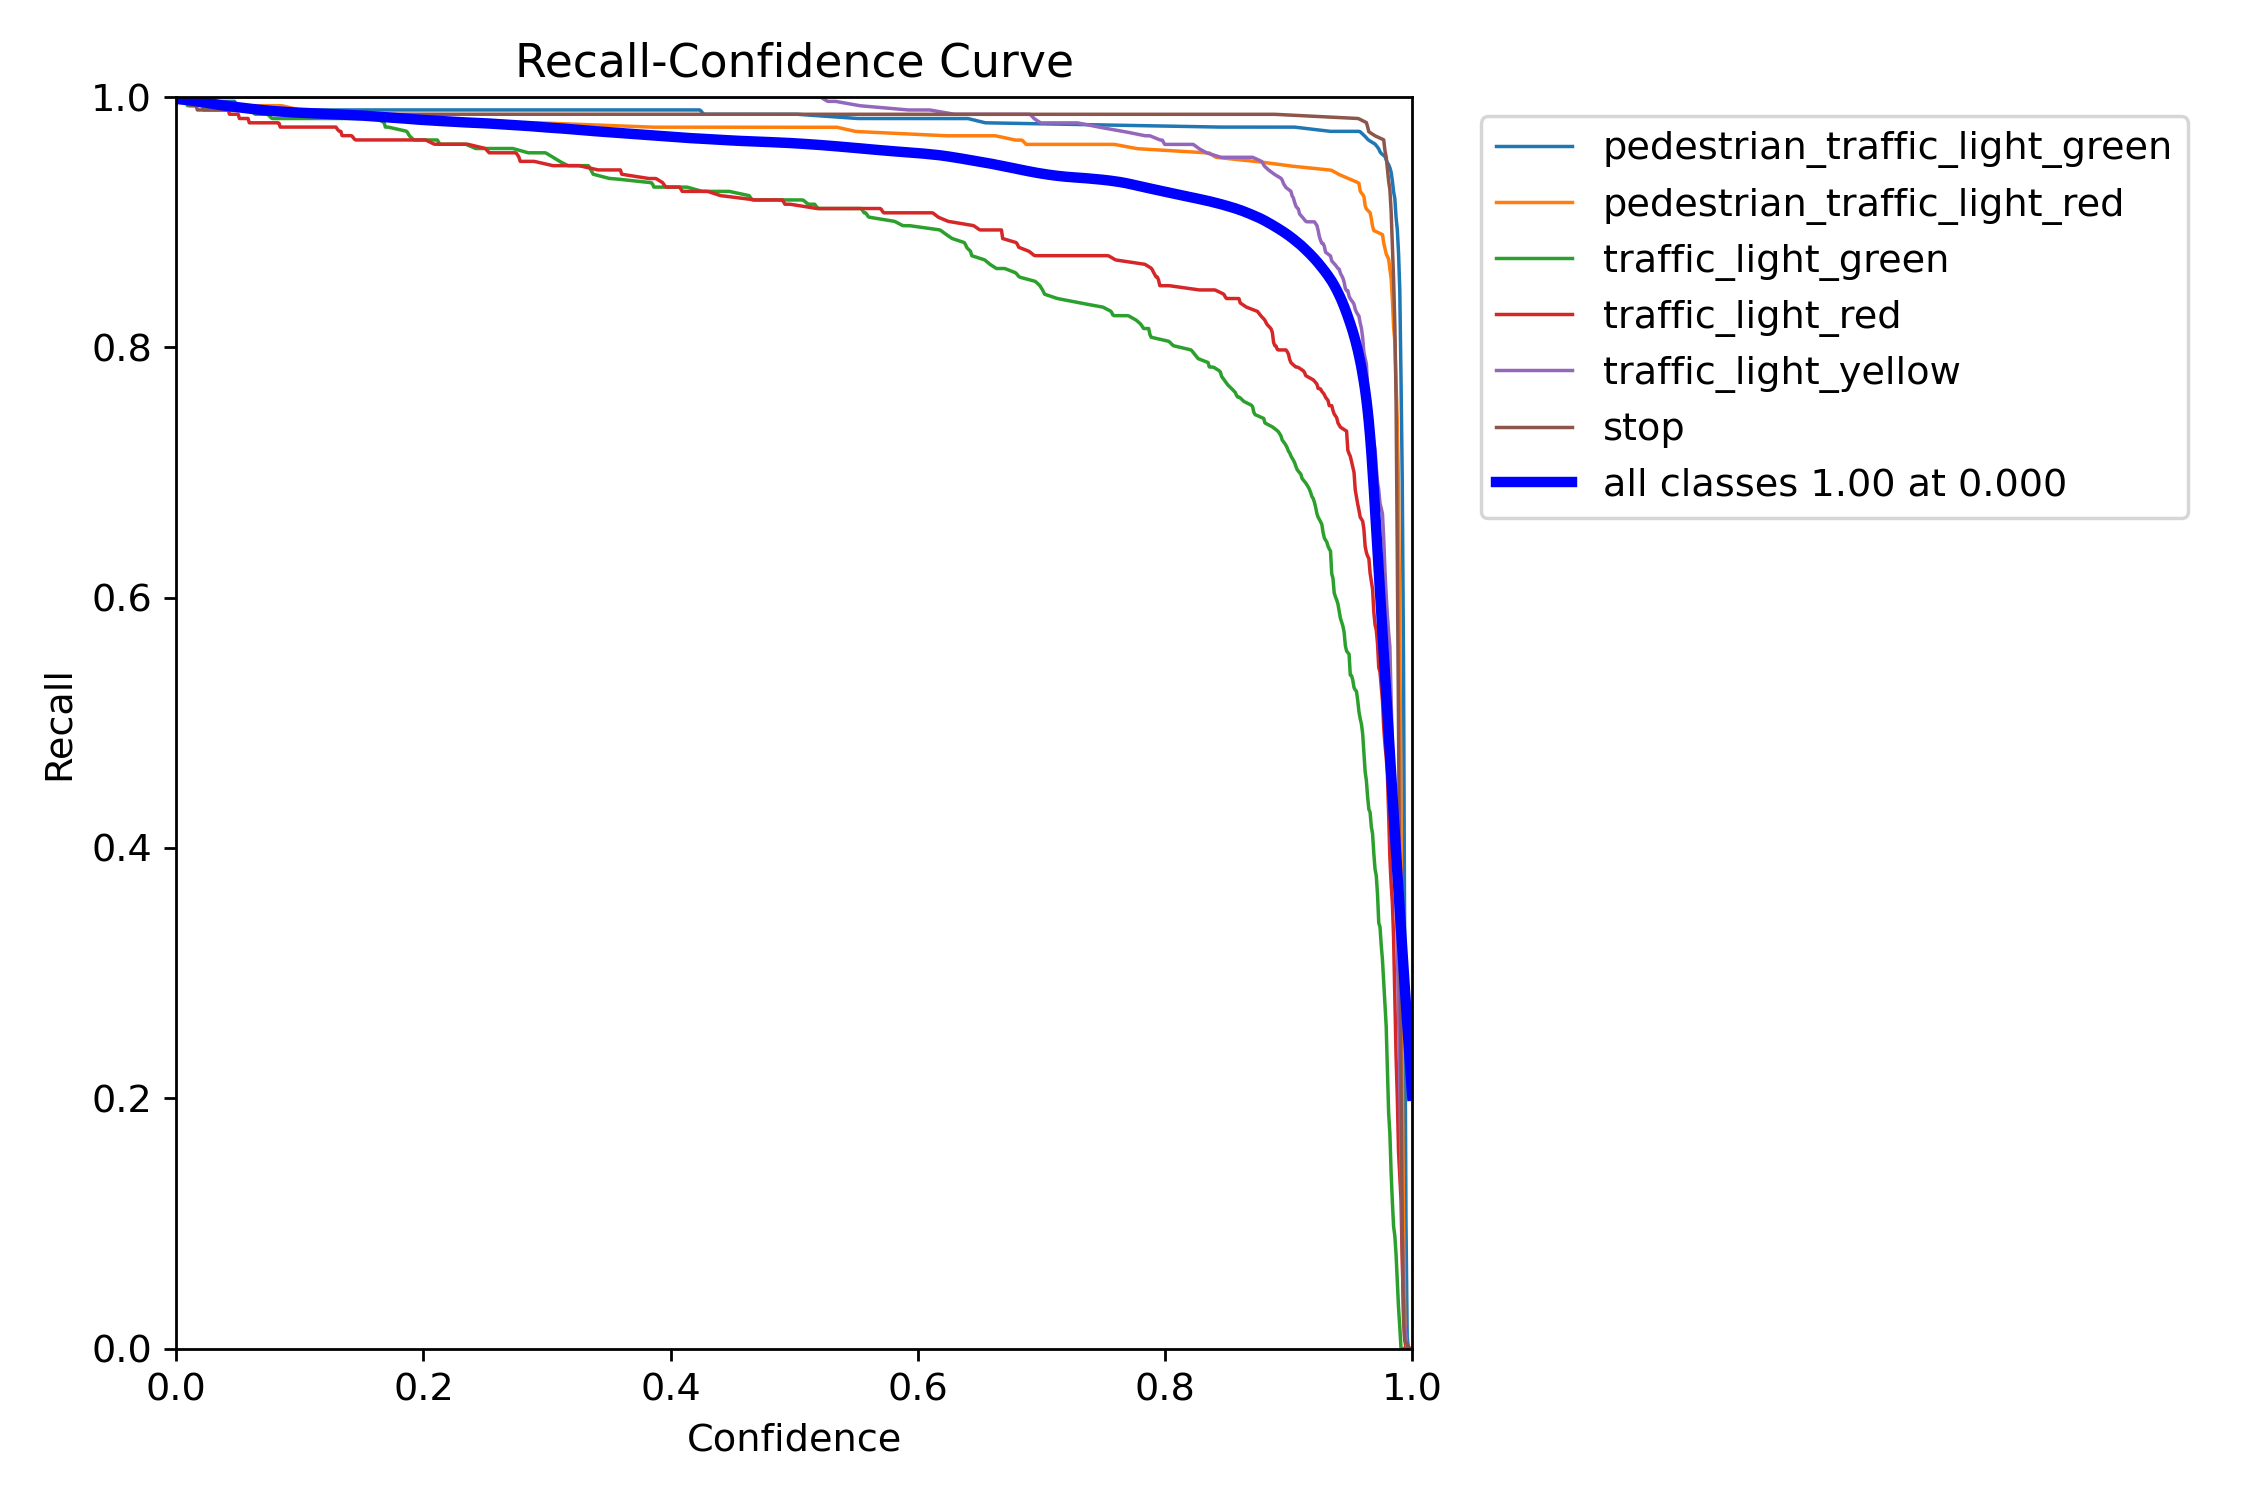 Recall-Confidence Curve
1.0
0.8
0.6
0.4
0.2
0.0
Recall
0.0 0.2 0.4 0.6 0.8 1.0
Confidence
pedestrian_traffic_light_green
pedestrian_traffic_light_red
traffic_light_green
traffic_light_red
traffic_light_yellow
stop
all classes 1.00 at 0.000